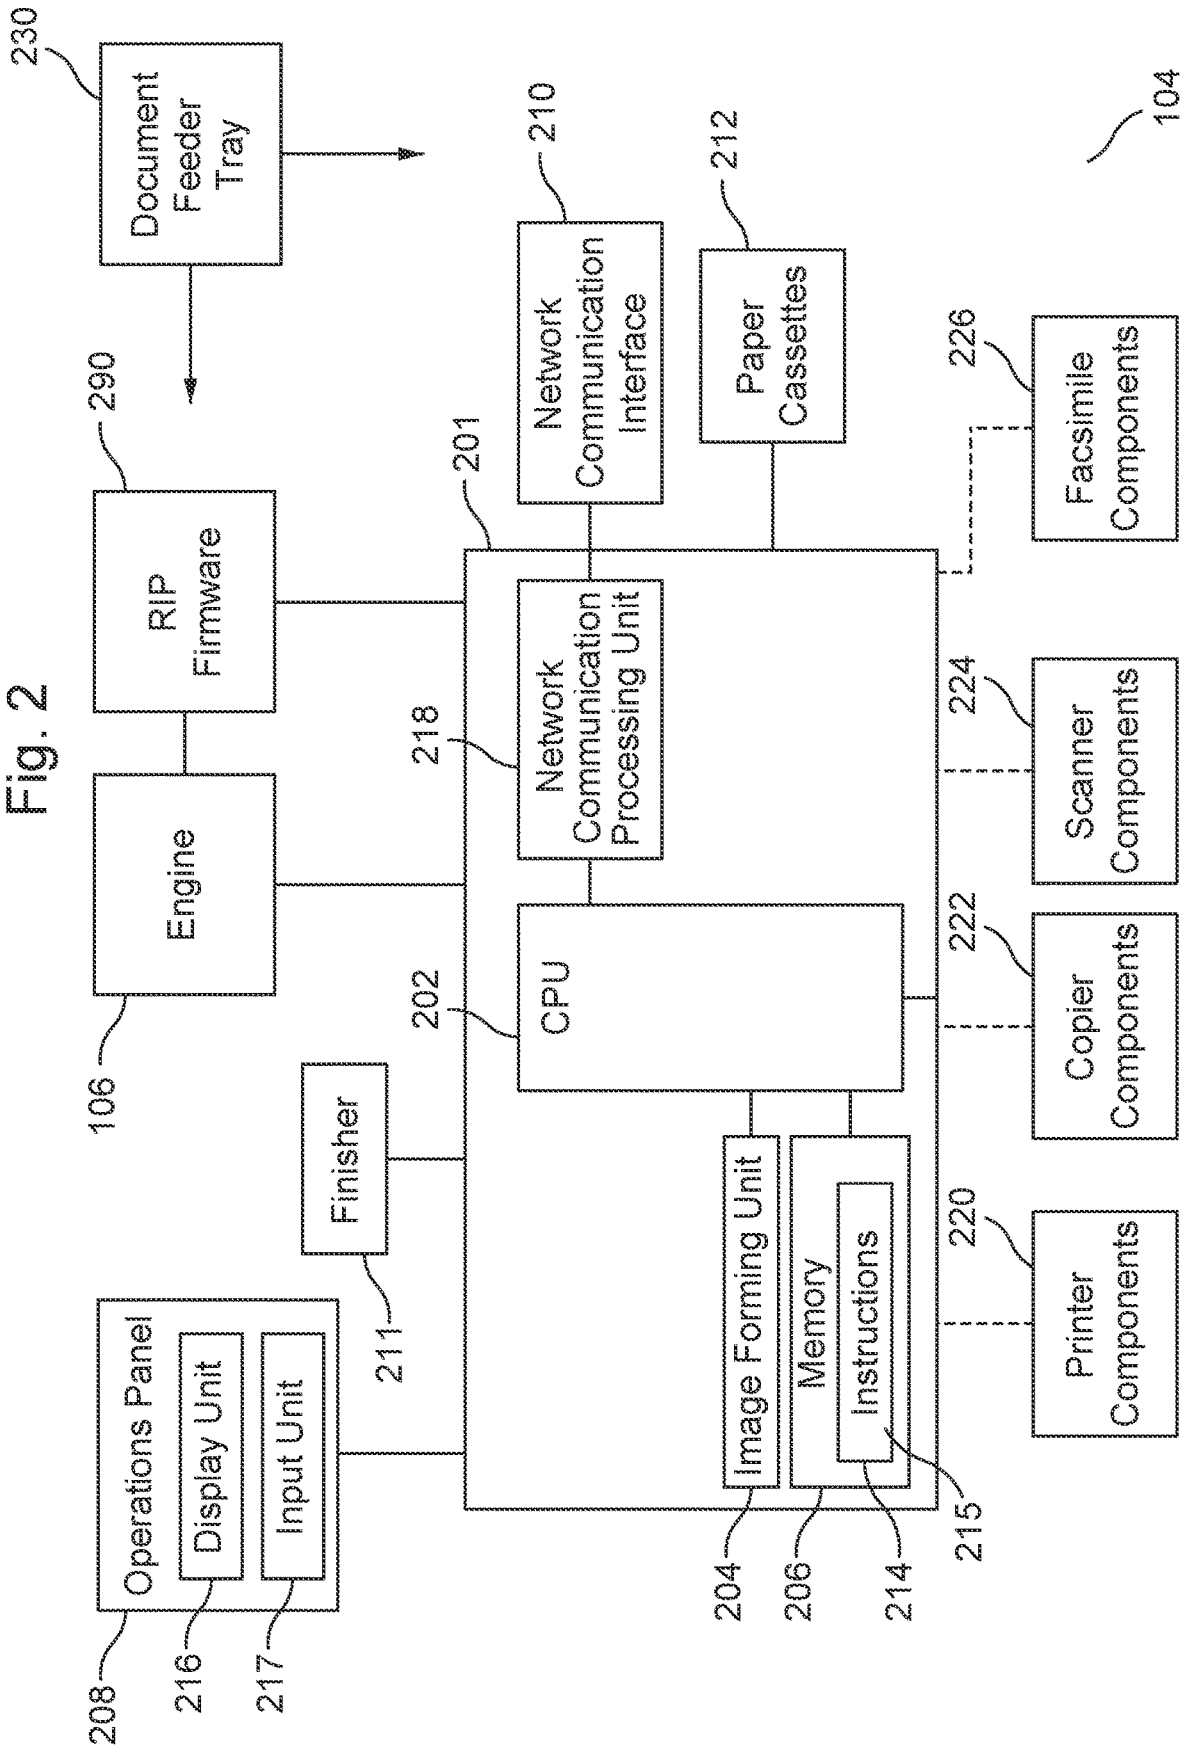 Fig. 2
208
Operations Panel
216
Display Unit
217
Input Unit
211
Finisher
106
Engine
290
RIP
Firmware
230
Document
Feeder
Tray
201
202
CPU
218
Network
Communication
Processing Unit
210
Network
Communication
Interface
212
Paper
Cassettes
204
Image Forming Unit
206
Memory
214
Instructions
215
220
Printer
Components
222
Copier
Components
224
Scanner
Components
226
Facsimile
Components
104